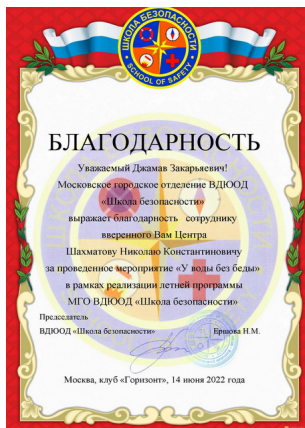 ШКОЛА БЕЗОПАСНОСТИ
SCHOOL OF SAFETY
БЛАГОДАРНОСТЬ
Уважаемый Джамав Закарьяевич!
Московское городское отделение ВДЮОД
«Школа безопасности»
выражает благодарность сотруднику
вверенного Вам Центра
Шахматову Николаю Константиновичу
за проведенное мероприятие «У воды без беды»
в рамках реализации летней программы
МГО ВДЮОД «Школа безопасности»
Председатель
ВДЮОД «Школа безопасности» Ершова Н.М.
Москва, клуб «Горизонт», 14 июня 2022 года